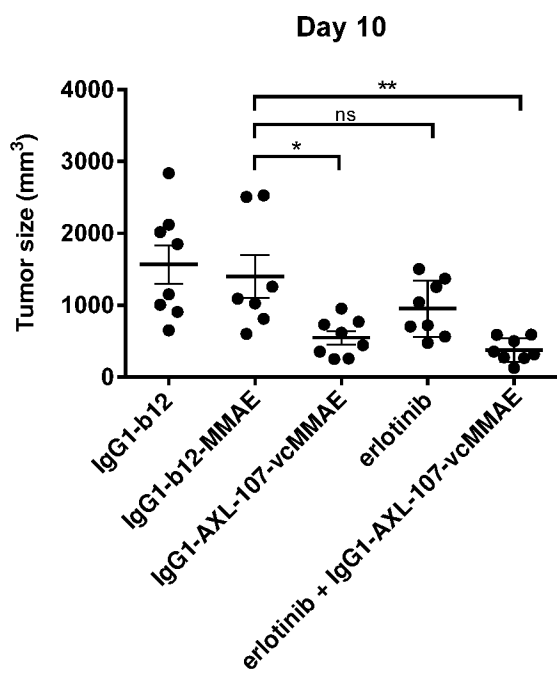 Day 10
**
ns
*
4000
3000
2000
1000
0
Tumor size (mm³)
IgG1-b12
IgG1-b12-MMAE
IgG1-AXL-107-vcMMAE
erlotinib
erlotinib + IgG1-AXL-107-vcMMAE